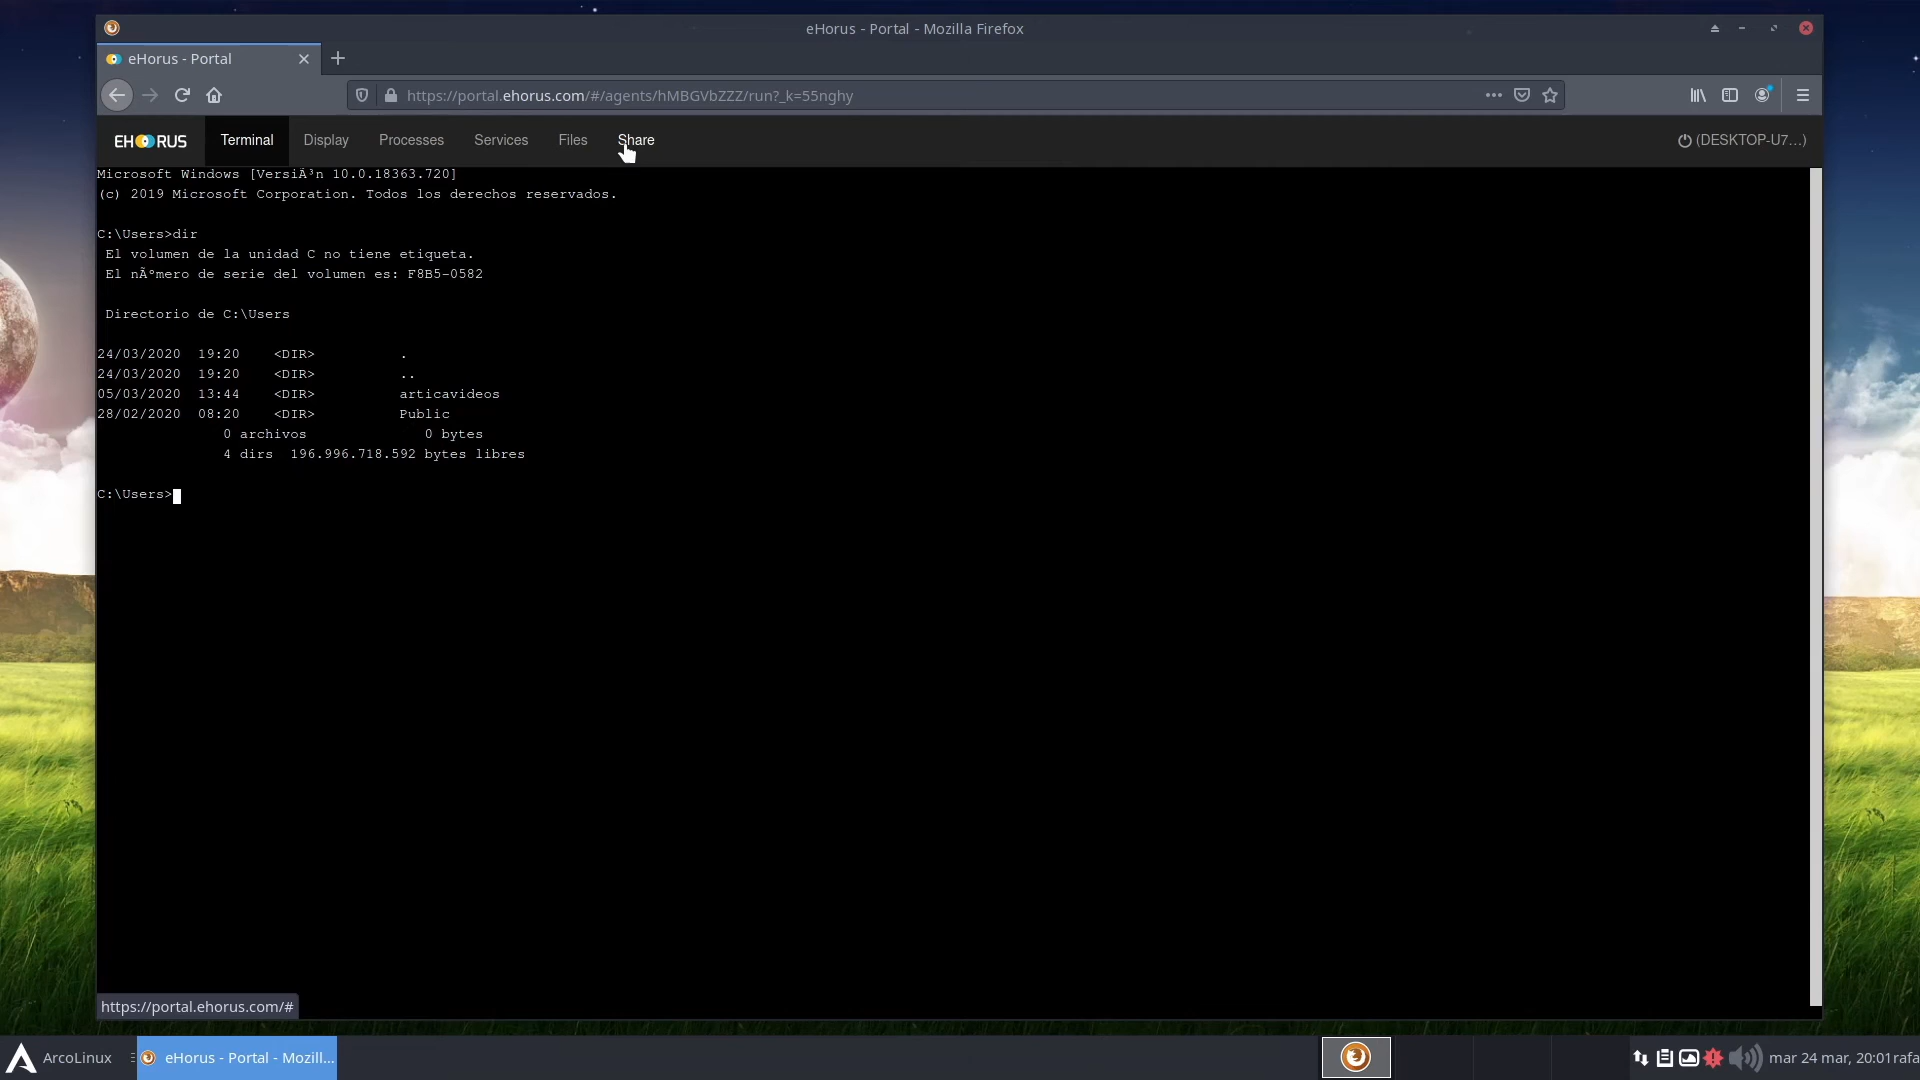 eHorus - Portal - Mozilla Firefox
eHorus - Portal
https://portal.ehorus.com/#/agents/hMBGVbZZZ/run?_k=55nghy
EHORUS Terminal Display Processes Services Files Share (DESKTOP-U7...)
Microsoft Windows [VersiÃ³n 10.0.18363.720]
(c) 2019 Microsoft Corporation. Todos los derechos reservados.
C:\Users>dir
El volumen de la unidad C no tiene etiqueta.
El nÃºmero de serie del volumen es: F8B5-0582
Directorio de C:\Users
24/03/2020 19:20 <DIR> .
24/03/2020 19:20 <DIR> ..
05/03/2020 13:44 <DIR> articavideos
28/02/2020 08:20 <DIR> Public
0 archivos 0 bytes
4 dirs 196.996.718.592 bytes libres
C:\Users>
https://portal.ehorus.com/#
ArcoLinux eHorus - Portal - Mozill... mar 24 mar, 20:01rafa